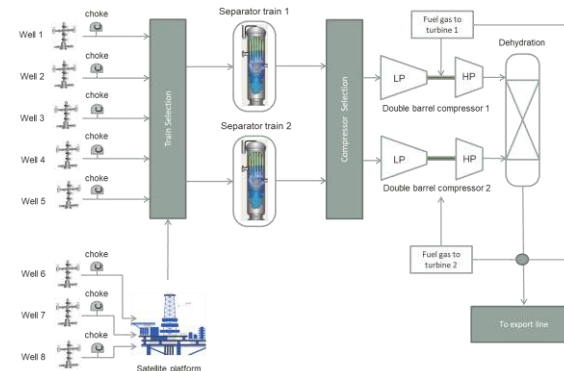 Well 1
choke
Well 2
choke
Well 3
choke
Well 4
choke
Well 5
choke
Train Selection
Separator train 1
Separator train 2
Compressor Selection
Fuel gas to
turbine 1
LP
HP
Double barrel compressor 1
LP
HP
Double barrel compressor 2
Dehydration
Fuel gas to
turbine 2
To export line
Well 6
choke
Well 7
choke
Well 8
choke
Satellite platform